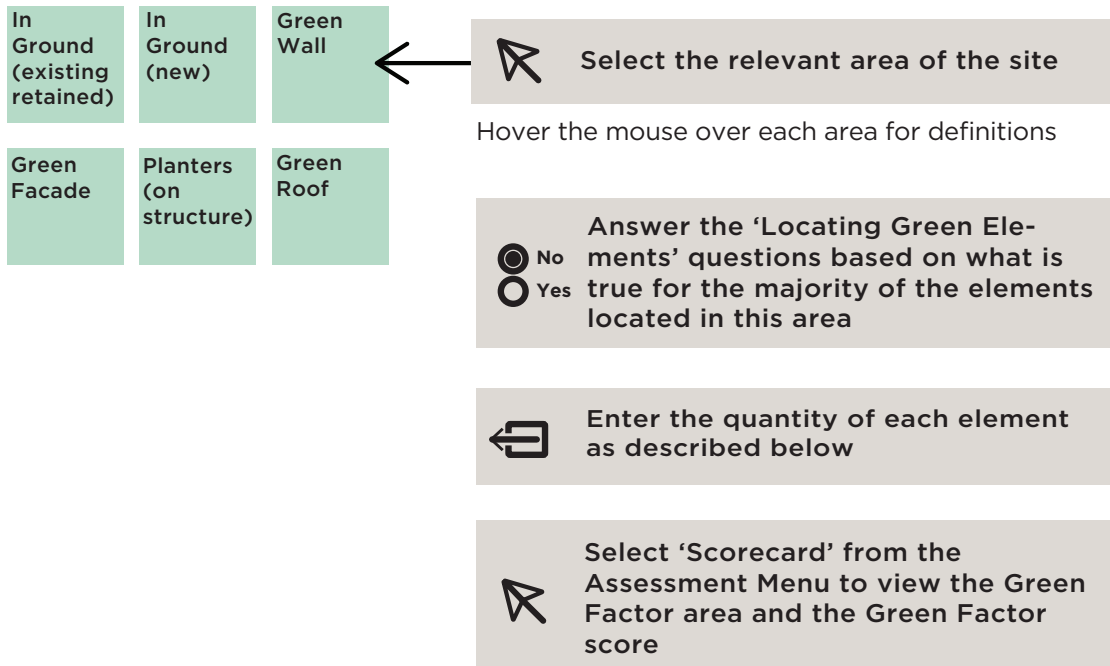 In
Ground
(existing
retained)
In
Ground
(new)
Green
Wall
Select the relevant area of the site
Hover the mouse over each area for definitions
Green
Facade
Planters
(on
structure)
Green
Roof
No
Yes
Answer the ‘Locating Green Ele-
ments’ questions based on what is
true for the majority of the elements
located in this area
Enter the quantity of each element
as described below
Select ‘Scorecard’ from the
Assessment Menu to view the Green
Factor area and the Green Factor
score